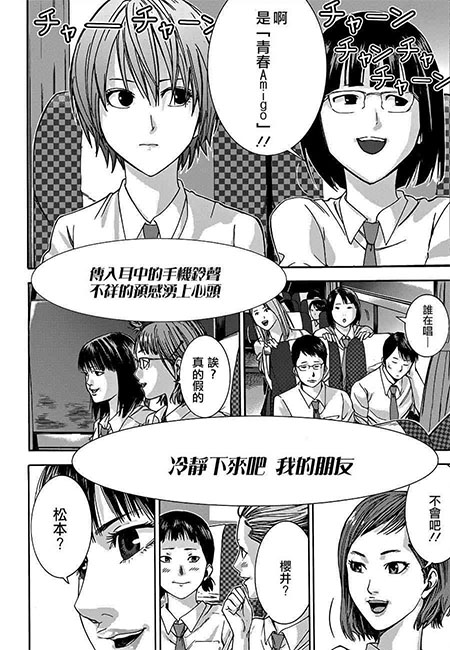 チャーン
チャーン
チャーン
チャンチャン
チャーン
啊
是「青春Amigo」!!
傳入耳中的手機鈴聲
不祥的預感湧上心頭
誰在唱—
誒?
真的假的
冷靜下來吧 我的朋友
不會吧!!
櫻井?
松本?